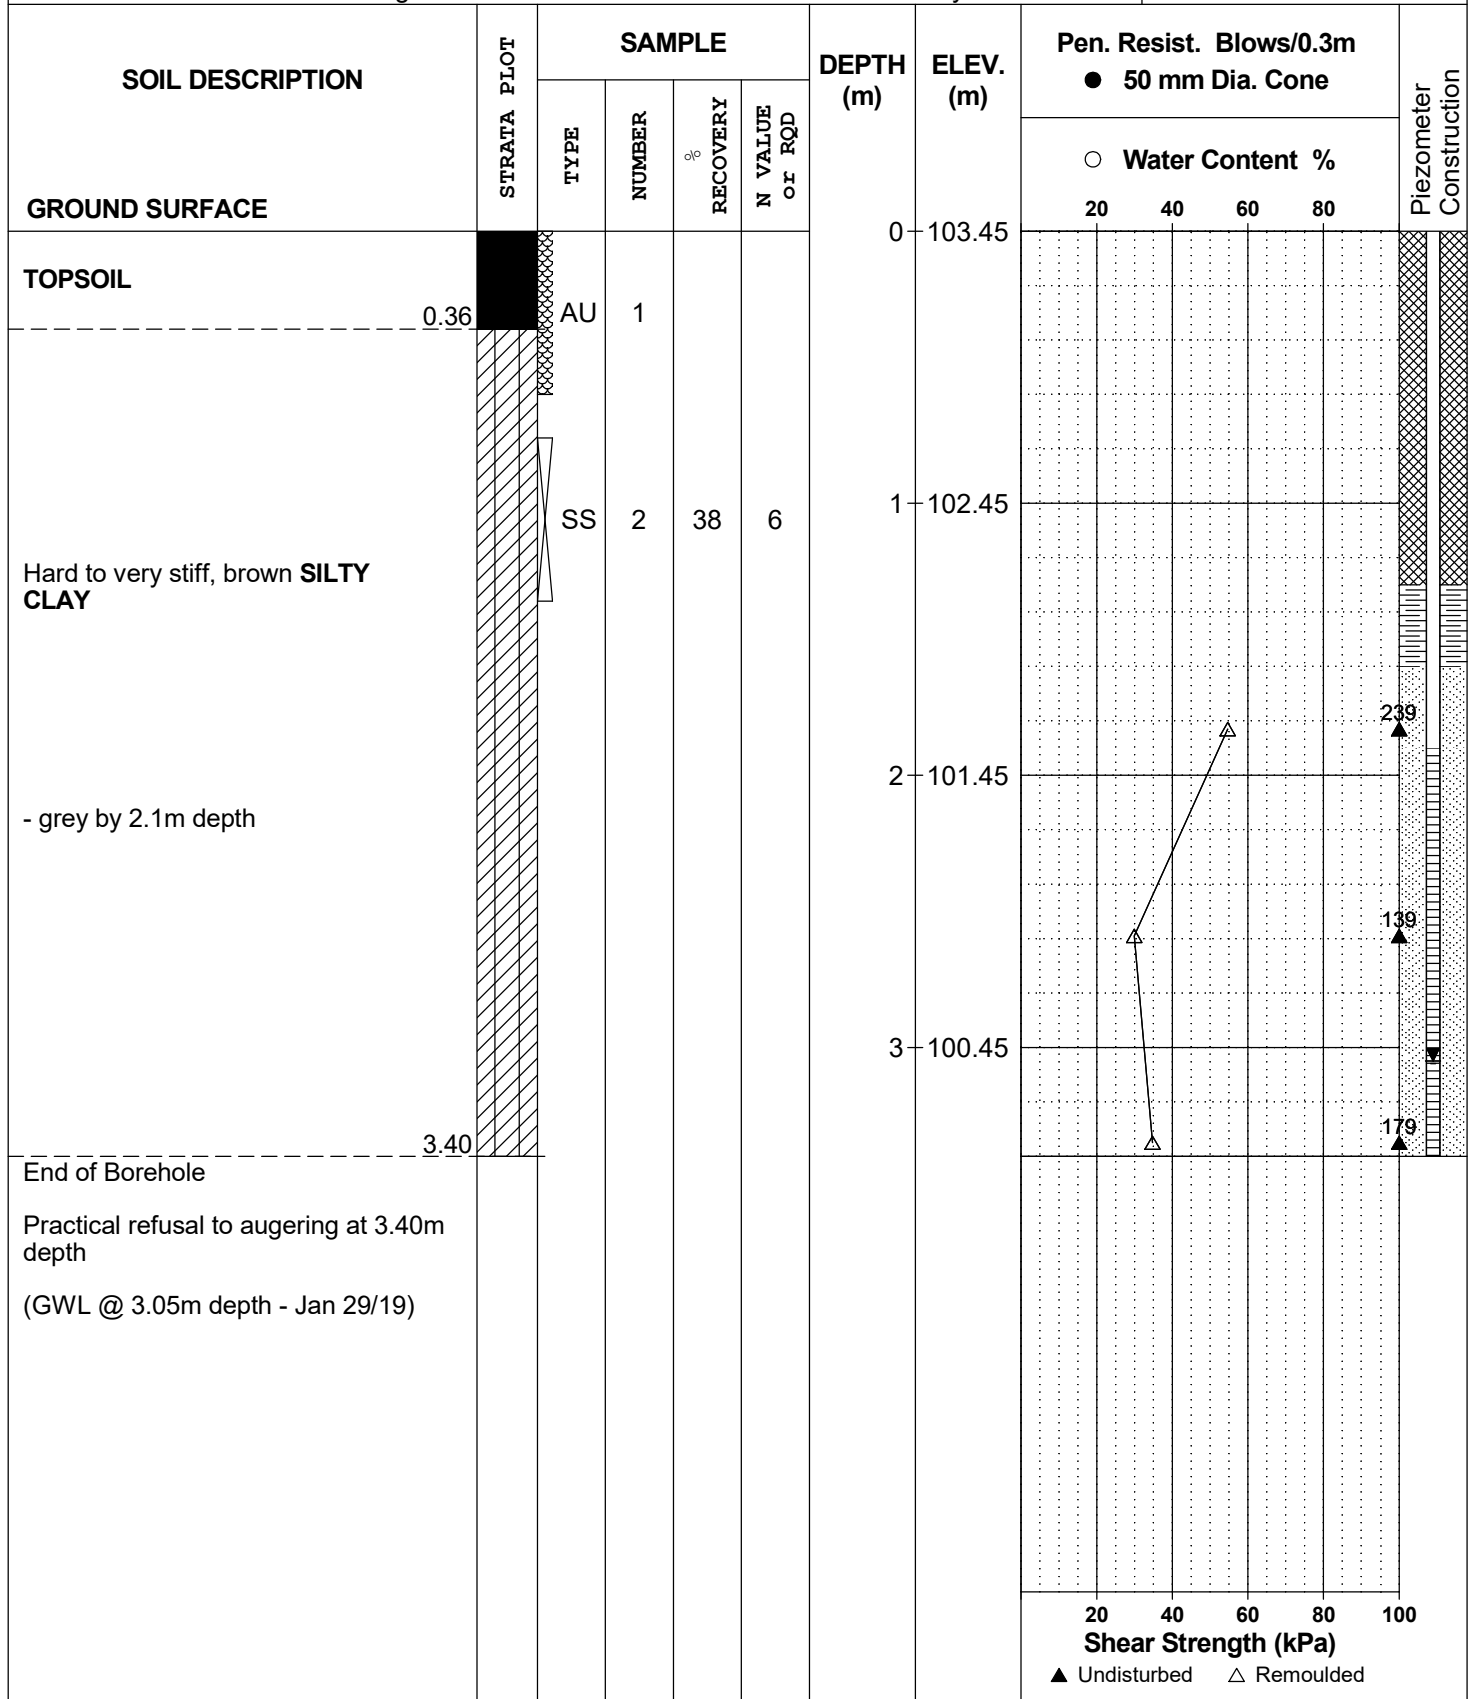 SOIL DESCRIPTION
GROUND SURFACE
STRATA PLOT
SAMPLE
TYPE
NUMBER
% RECOVERY
N VALUE or RQD
DEPTH (m)
ELEV. (m)
Pen. Resist. Blows/0.3m
● 50 mm Dia. Cone
○ Water Content %
20 40 60 80
Piezometer Construction
0 103.45
TOPSOIL
0.36
AU 1
1 102.45
SS 2 38 6
Hard to very stiff, brown SILTY
CLAY
239
2 101.45
- grey by 2.1m depth
139
3 100.45
179
3.40
End of Borehole
Practical refusal to augering at 3.40m
depth
(GWL @ 3.05m depth - Jan 29/19)
20 40 60 80 100
Shear Strength (kPa)
▲ Undisturbed △ Remoulded